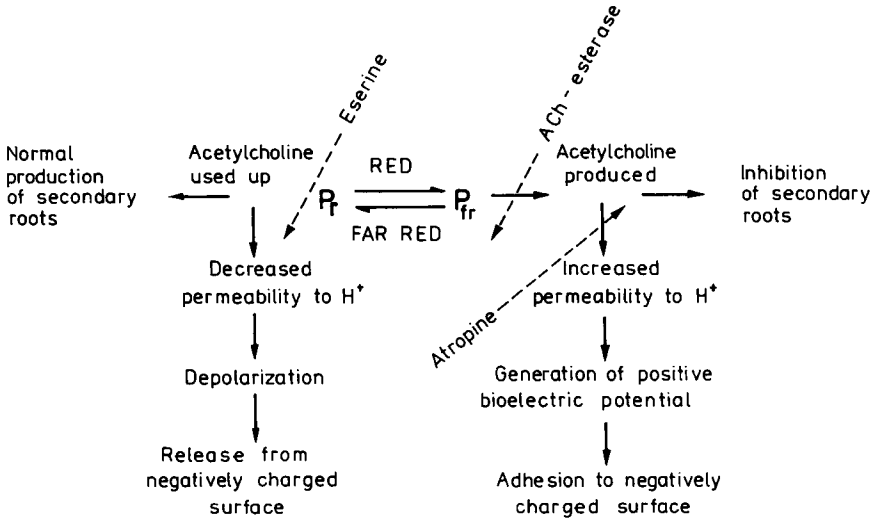 Eserine
ACh - esterase
Normal
production
of secondary
roots
Acetylcholine
used up
RED
Pr
Pfr
FAR RED
Acetylcholine
produced
Inhibition
of secondary
roots
Decreased
permeability to H+
Atropine
Increased
permeability to H+
Depolarization
Generation of positive
bioelectric potential
Release from
negatively charged
surface
Adhesion to negatively
charged surface